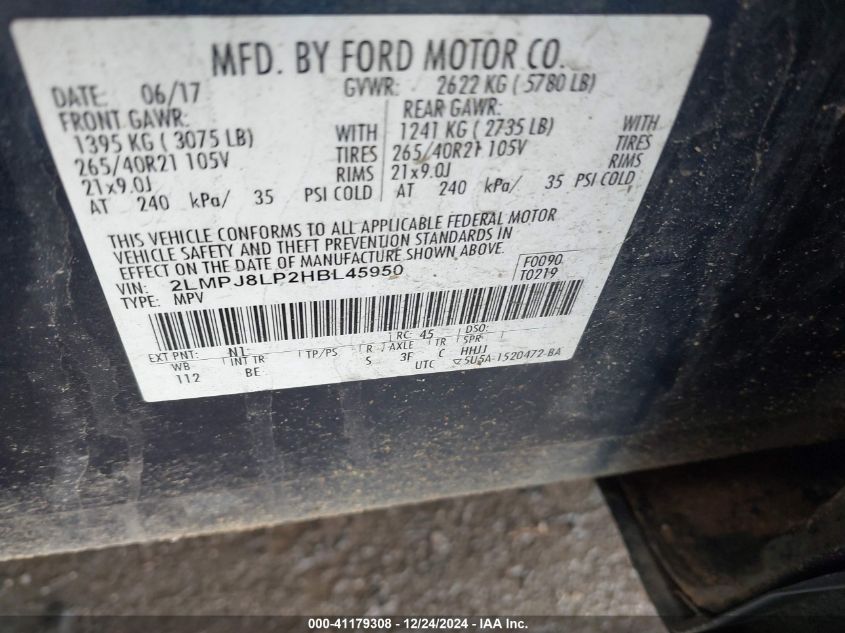 MFD. BY FORD MOTOR CO.
DATE: 06/17 GVWR: 2622 KG ( 5780 LB)
FRONT GAWR: REAR GAWR:
1395 KG ( 3075 LB) WITH 1241 KG ( 2735 LB) WITH
265/40R21 105V TIRES 265/40R21 105V TIRES
21x9.0J RIMS 21x9.0J RIMS
AT 240 kPa/ 35 PSI COLD AT 240 kPa/ 35 PSI COLD
THIS VEHICLE CONFORMS TO ALL APPLICABLE FEDERAL MOTOR
VEHICLE SAFETY AND THEFT PREVENTION STANDARDS IN
EFFECT ON THE DATE OF MANUFACTURE SHOWN ABOVE.
VIN: 2LMPJ8LP2HBL45950 F0090
TYPE: MPV T0219
EXT PNT: N1 RC: 45 DSO:
WB INT TR TP/PS R AXLE TR SPR
112 BE S 3F C HHJJ
UTC 5U5A-1520472-BA
000-41179308 - 12/24/2024 - © IAA Inc.